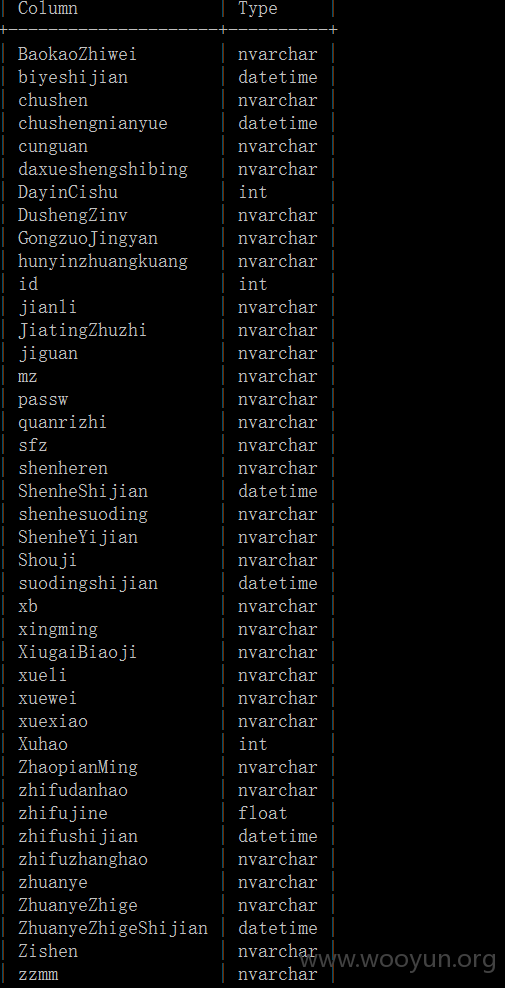 | Column | Type |
+---------------------+----------+
| BaokaoZhiwei | nvarchar |
| biyeshijian | datetime |
| chushen | nvarchar |
| chushengnianyue | datetime |
| cunguan | nvarchar |
| daxueshengshibing | nvarchar |
| DayinCishu | int |
| DushengZinv | nvarchar |
| GongzuoJingyan | nvarchar |
| hunyinzhuangkuang | nvarchar |
| id | int |
| jianli | nvarchar |
| JiatingZhuzhi | nvarchar |
| jiguan | nvarchar |
| mz | nvarchar |
| passw | nvarchar |
| quanrizhi | nvarchar |
| sfz | nvarchar |
| shenheren | nvarchar |
| ShenheShijian | datetime |
| shenhesuoding | nvarchar |
| ShenheYijian | nvarchar |
| Shouji | nvarchar |
| suodingshijian | datetime |
| xb | nvarchar |
| xingming | nvarchar |
| XiugaiBiaoji | nvarchar |
| xueli | nvarchar |
| xuewei | nvarchar |
| xuexiao | nvarchar |
| Xuhao | int |
| ZhaopianMing | nvarchar |
| zhifudanhao | nvarchar |
| zhifujine | float |
| zhifushijian | datetime |
| zhifuzhanghao | nvarchar |
| zhuanye | nvarchar |
| ZhuanyeZhige | nvarchar |
| ZhuanyeZhigeShijian | datetime |
| Zishen | nvarchar |
www.wooyun.org
| zzmm | nvarchar |